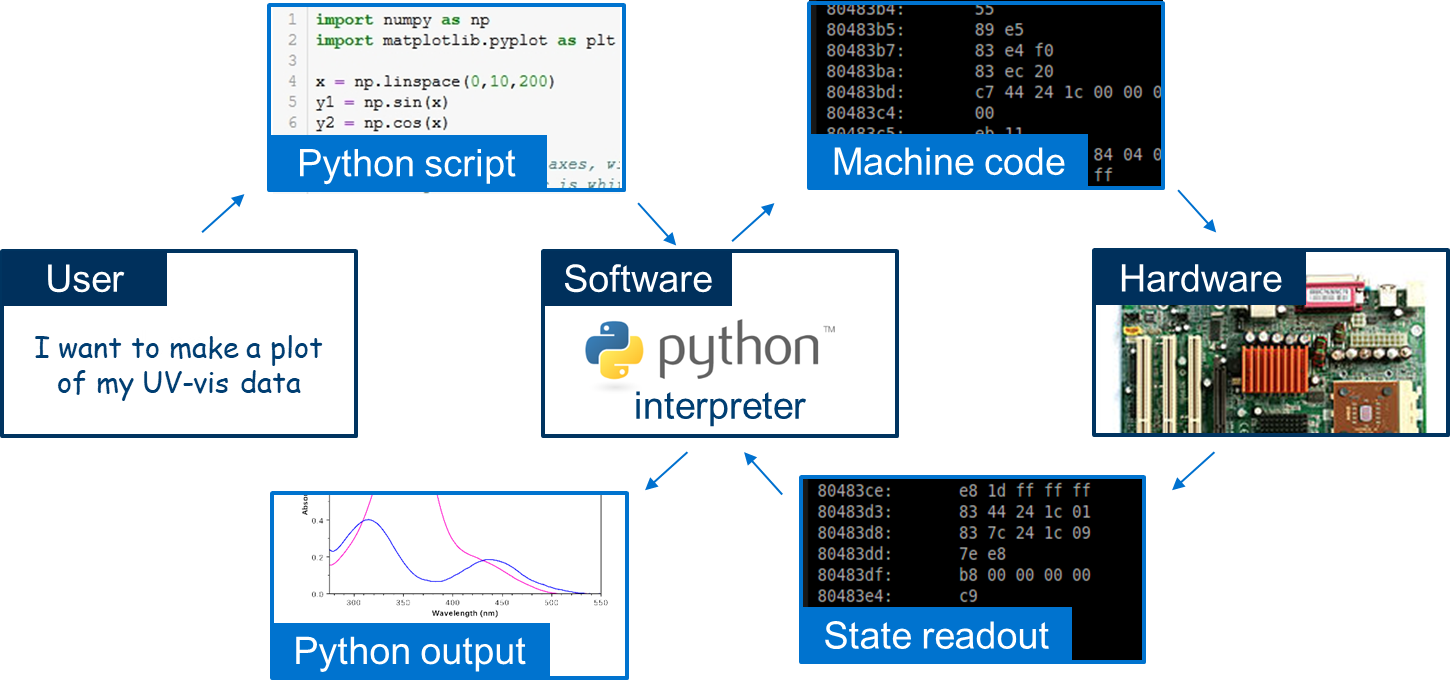 1 import numpy as np
2 import matplotlib.pyplot as plt
3
4 x = np.linspace(0,10,200)
5 y1 = np.sin(x)
6 y2 = np.cos(x)
axes,
is
Python script
80483b4: 55
80483b5: 89 e5
80483b7: 83 e4 f0
80483ba: 83 ec 20
80483bd: c7 44 24 1c 00 00 0
80483c4: 00
80483c5: eb 11
84 04 0
ff
Machine code
User
I want to make a plot
of my UV-vis data
Software
python™
interpreter
Hardware
0.4
0.2
0.0
300 350 400 450 500 550
Wavelength (nm)
Python output
80483ce: e8 1d ff ff ff
80483d3: 83 44 24 1c 01
80483d8: 83 7c 24 1c 09
80483dd: 7e e8
80483df: b8 00 00 00 00
80483e4: c9
State readout